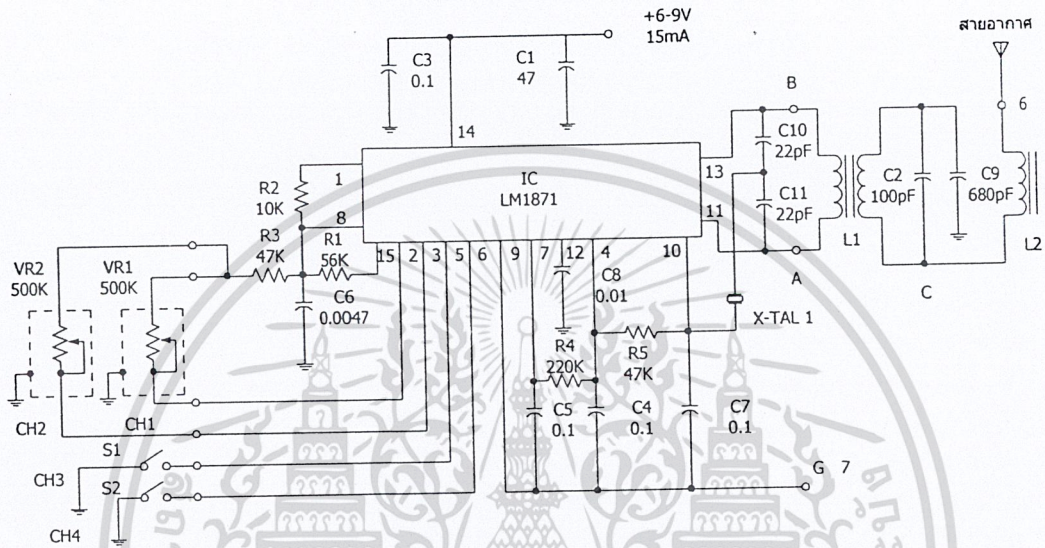 +6-9V
15mA
สายอากาศ
C3
0.1
C1
47
14
B
6
C10
22pF
C11
22pF
13
11
1
8
IC
LM1871
R2
10K
R3
47K
R1
56K
C6
0.0047
15
2
3
5
6
9
7
12
4
10
C8
0.01
L1
C2
100pF
C9
680pF
L2
A
C
X-TAL 1
VR2
500K
VR1
500K
R4
220K
R5
47K
C5
0.1
C4
0.1
C7
0.1
G 7
CH2
CH1
S1
CH3
S2
CH4